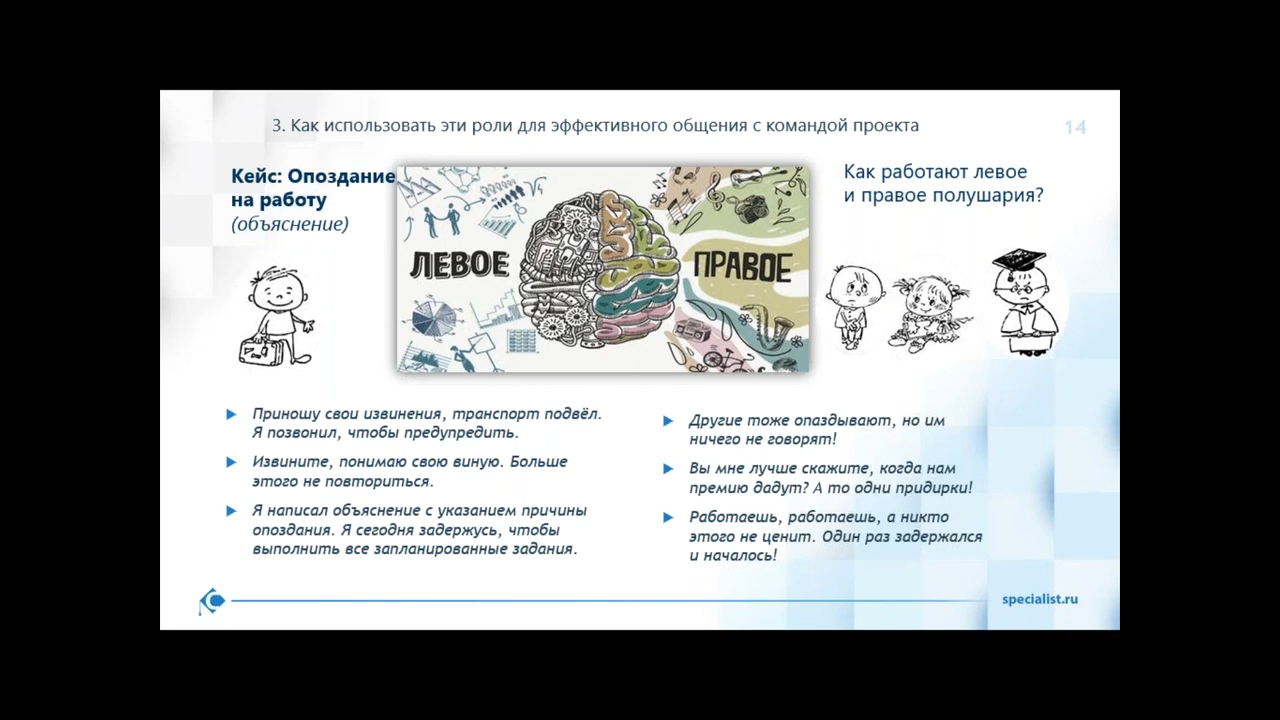 3. Как использовать эти роли для эффективного общения с командой проекта
14
Кейс: Опоздание
на работу
(объяснение)
ЛЕВОЕ
ПРАВОЕ
Как работают левое
и правое полушария?
Приношу свои извинения, транспорт подвёл.
Я позвонил, чтобы предупредить.
Извините, понимаю свою виную. Больше
этого не повториться.
Я написал объяснение с указанием причины
опоздания. Я сегодня задержусь, чтобы
выполнить все запланированные задания.
Другие тоже опаздывают, но им
ничего не говорят!
Вы мне лучше скажите, когда нам
премию дадут? А то одни придирки!
Работаешь, работаешь, а никто
этого не ценит. Один раз задержался
и началось!
specialist.ru